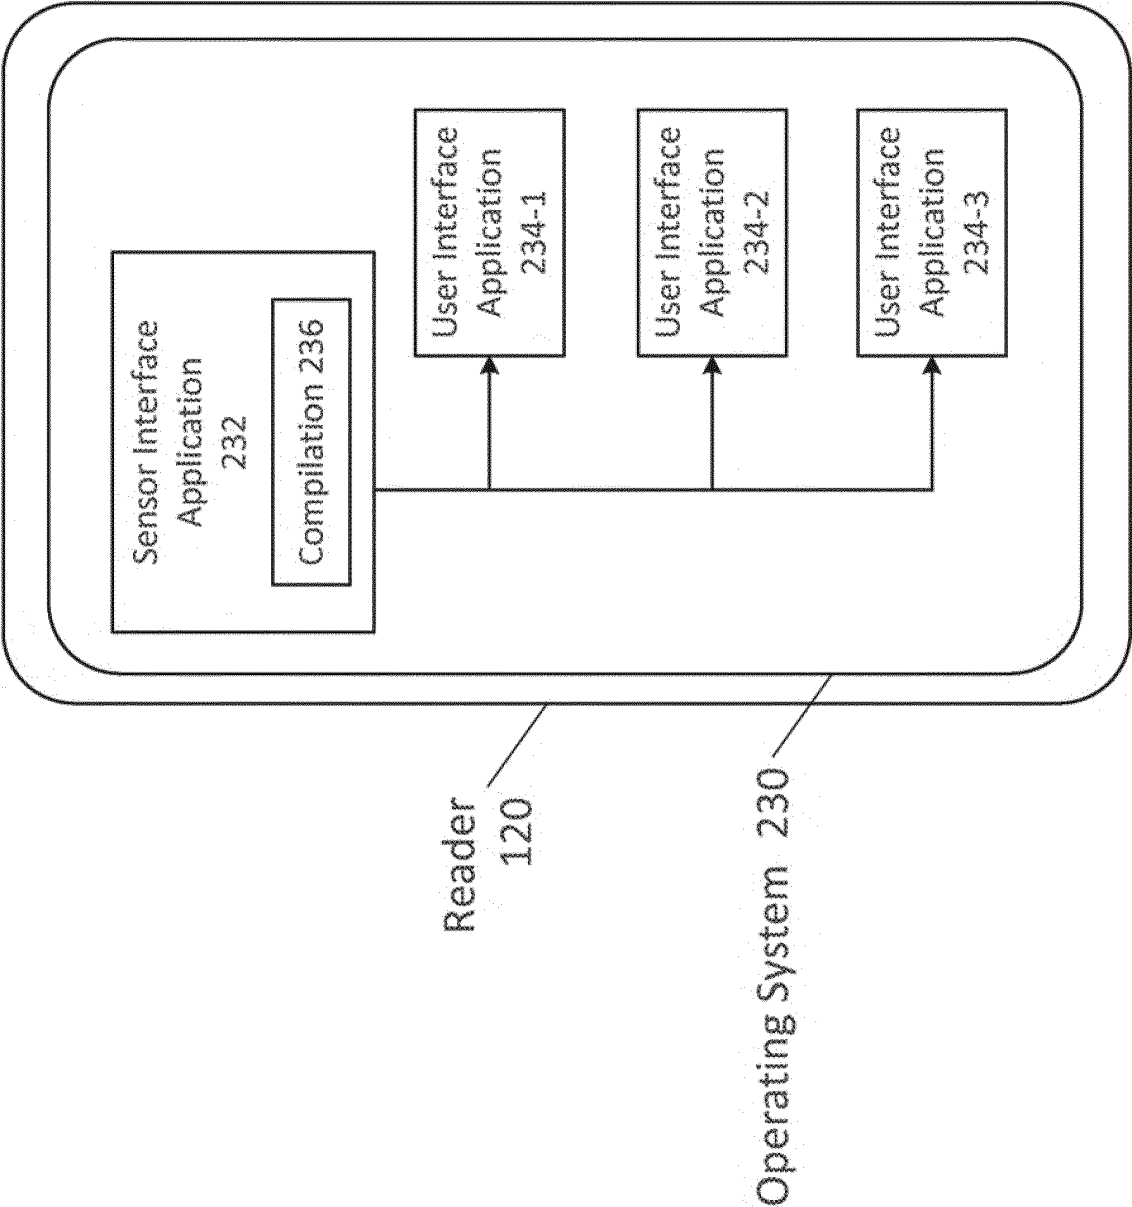 Sensor Interface
Application
232
Compilation 236
User Interface
Application
234-1
User Interface
Application
234-2
User Interface
Application
234-3
Reader
120
Operating System 230